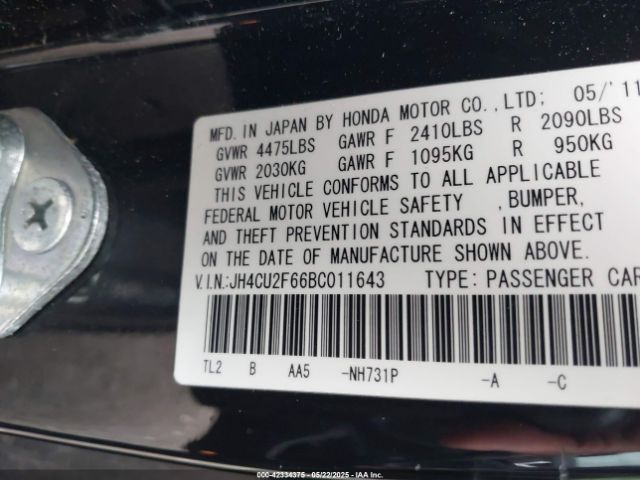 MFD. IN JAPAN BY HONDA MOTOR CO., LTD; 05/'11
GVWR 4475LBS GAWR F 2410LBS R 2090LBS
GVWR 2030KG GAWR F 1095KG R 950KG
THIS VEHICLE CONFORMS TO ALL APPLICABLE
FEDERAL MOTOR VEHICLE SAFETY , BUMPER,
AND THEFT PREVENTION STANDARDS IN EFFECT
ON THE DATE OF MANUFACTURE SHOWN ABOVE.
V.I.N.:JH4CU2F66BC011643 TYPE: PASSENGER CAR
TL2 B AA5 -NH731P -A -C
000-42334375 - 05/22/2025 - IAAI.COM